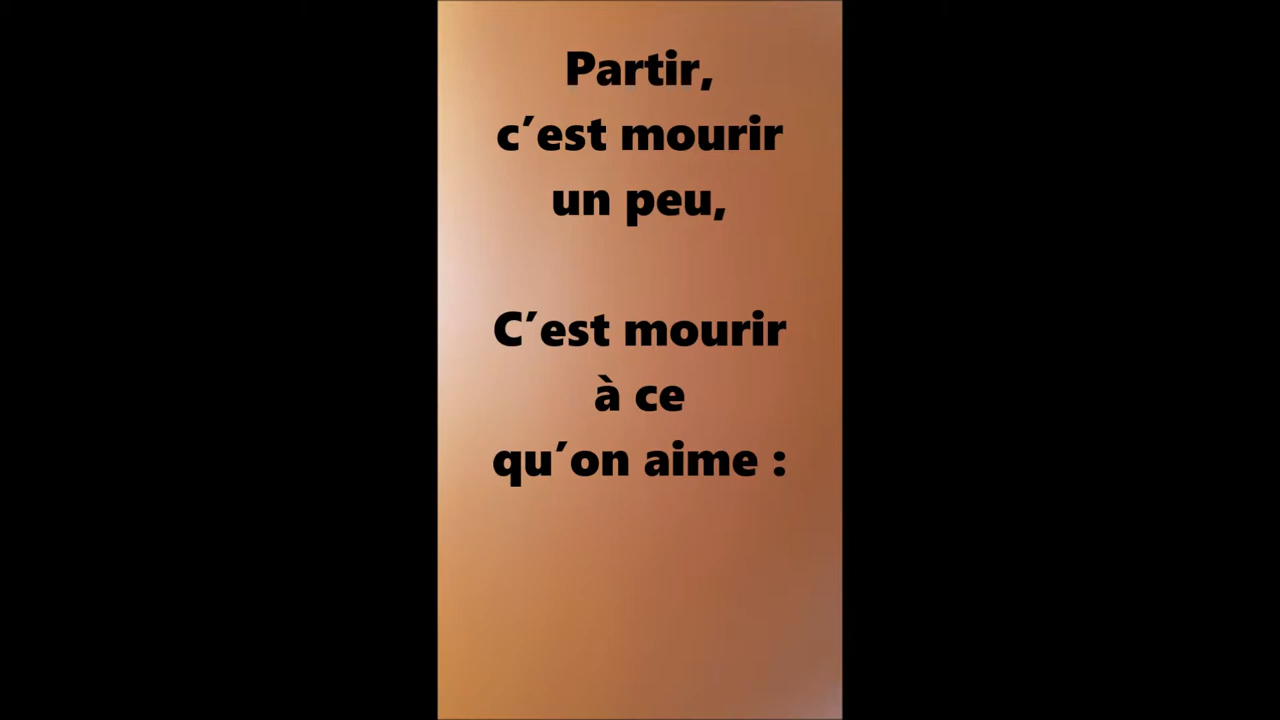 Partir,
c’est mourir
un peu,
C’est mourir
à ce
qu’on aime :